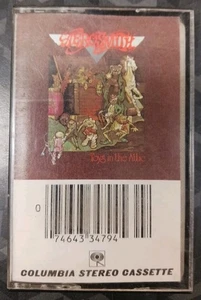 AEROSMITH
Toys in the Attic
0
74643 34794
COLUMBIA STEREO CASSETTE